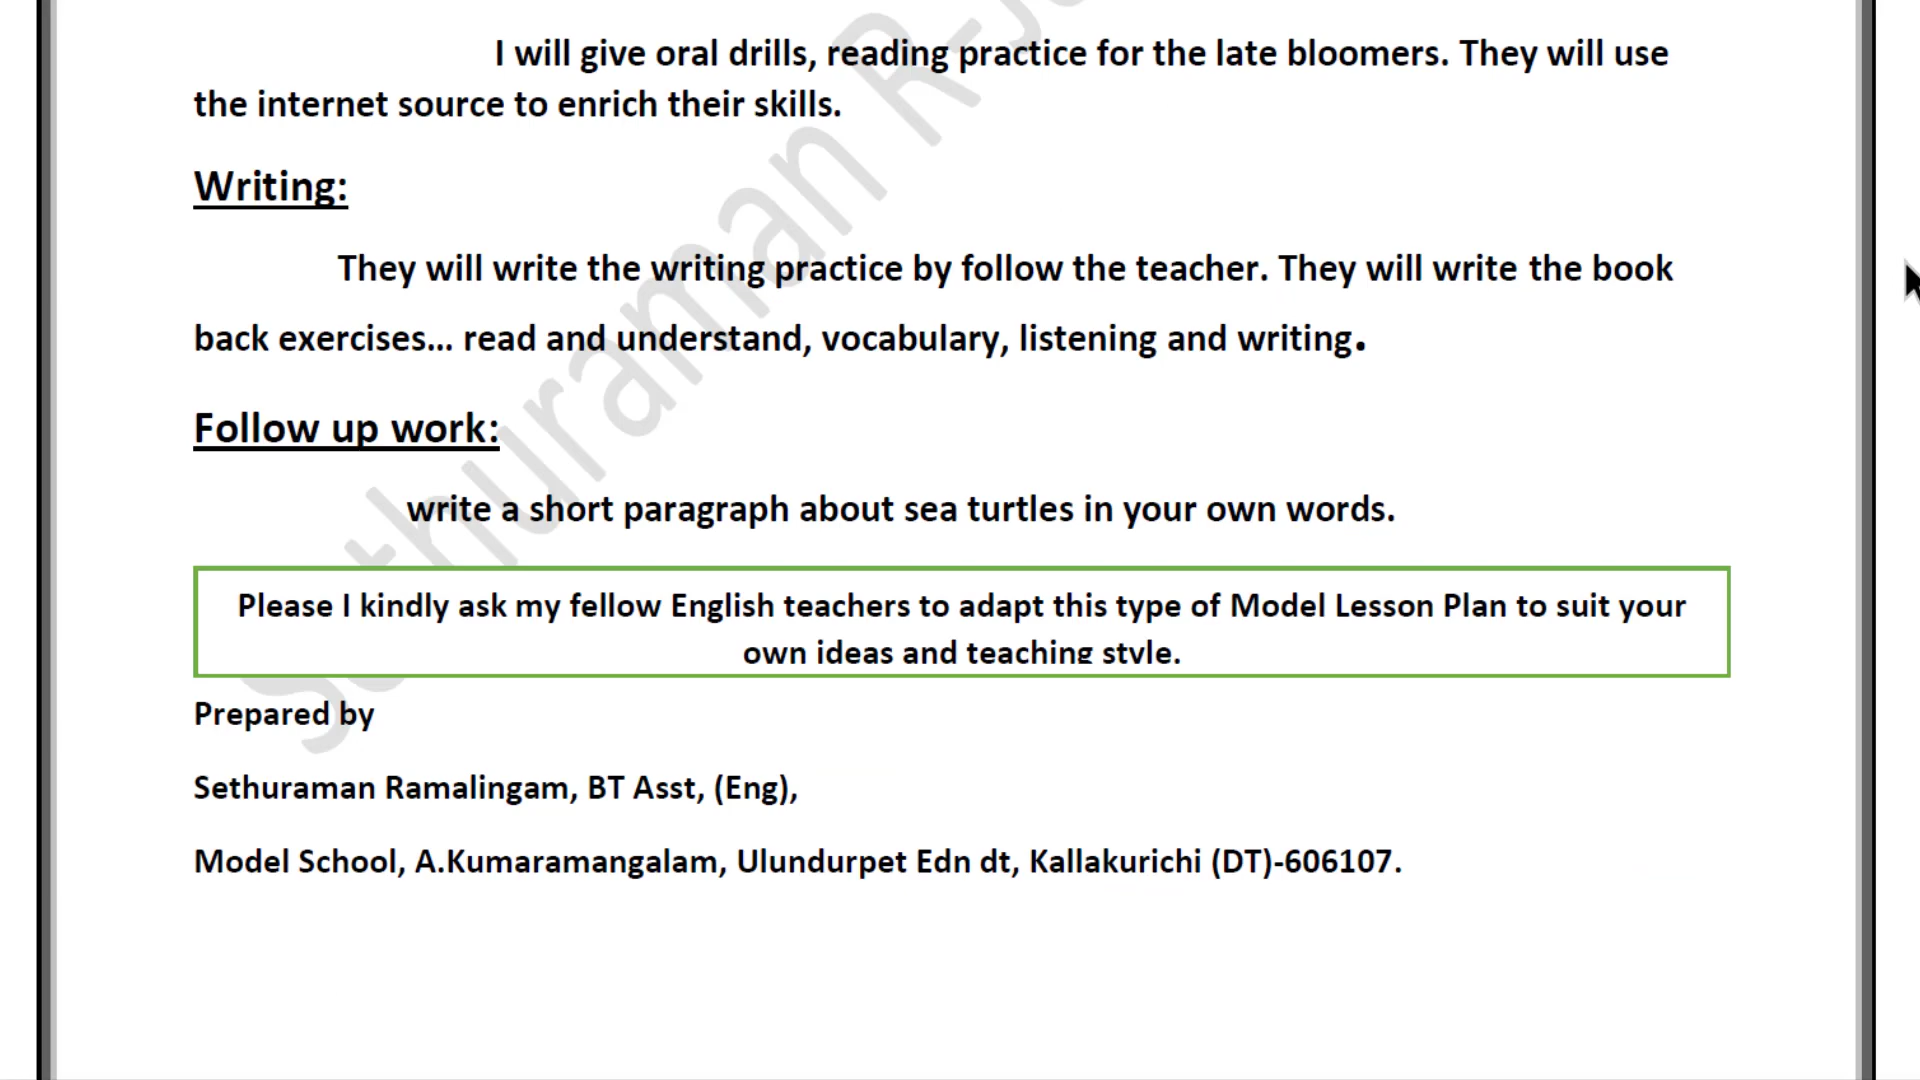 I will give oral drills, reading practice for the late bloomers. They will use
the internet source to enrich their skills.
Writing:
They will write the writing practice by follow the teacher. They will write the book
back exercises... read and understand, vocabulary, listening and writing.
Follow up work:
write a short paragraph about sea turtles in your own words.
Please I kindly ask my fellow English teachers to adapt this type of Model Lesson Plan to suit your
own ideas and teaching style.
Prepared by
Sethuraman Ramalingam, BT Asst, (Eng),
Model School, A.Kumaramangalam, Ulundurpet Edn dt, Kallakurichi (DT)-606107.
Sethuraman R-